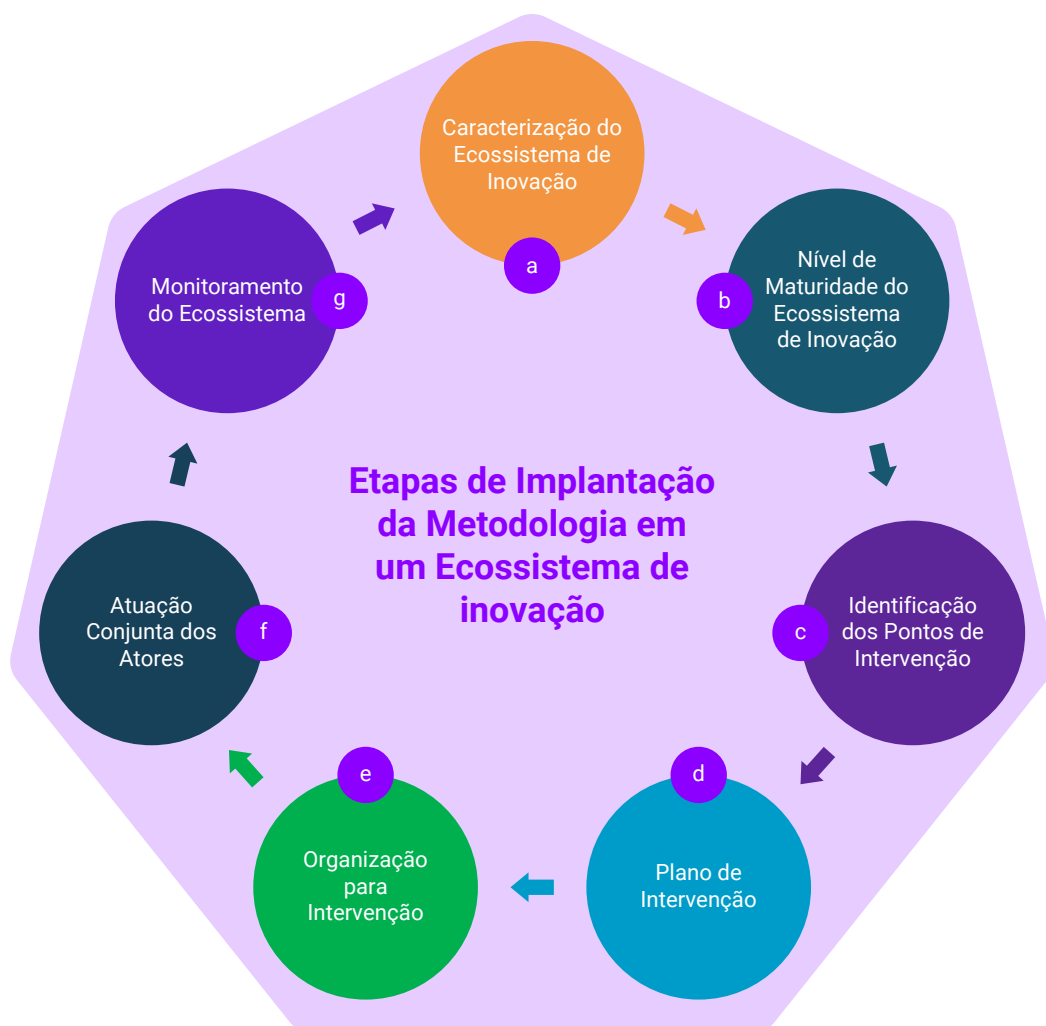 Caracterização do
Ecossistema de
Inovação
a
Nível de
Maturidade do
Ecossistema
de Inovação
b
Identificação
dos Pontos de
Intervenção
c
Plano de
Intervenção
d
Organização
para
Intervenção
e
Atuação
Conjunta dos
Atores
f
Monitoramento
do Ecossistema
g
Etapas de Implantação
da Metodologia em
um Ecossistema de
inovação